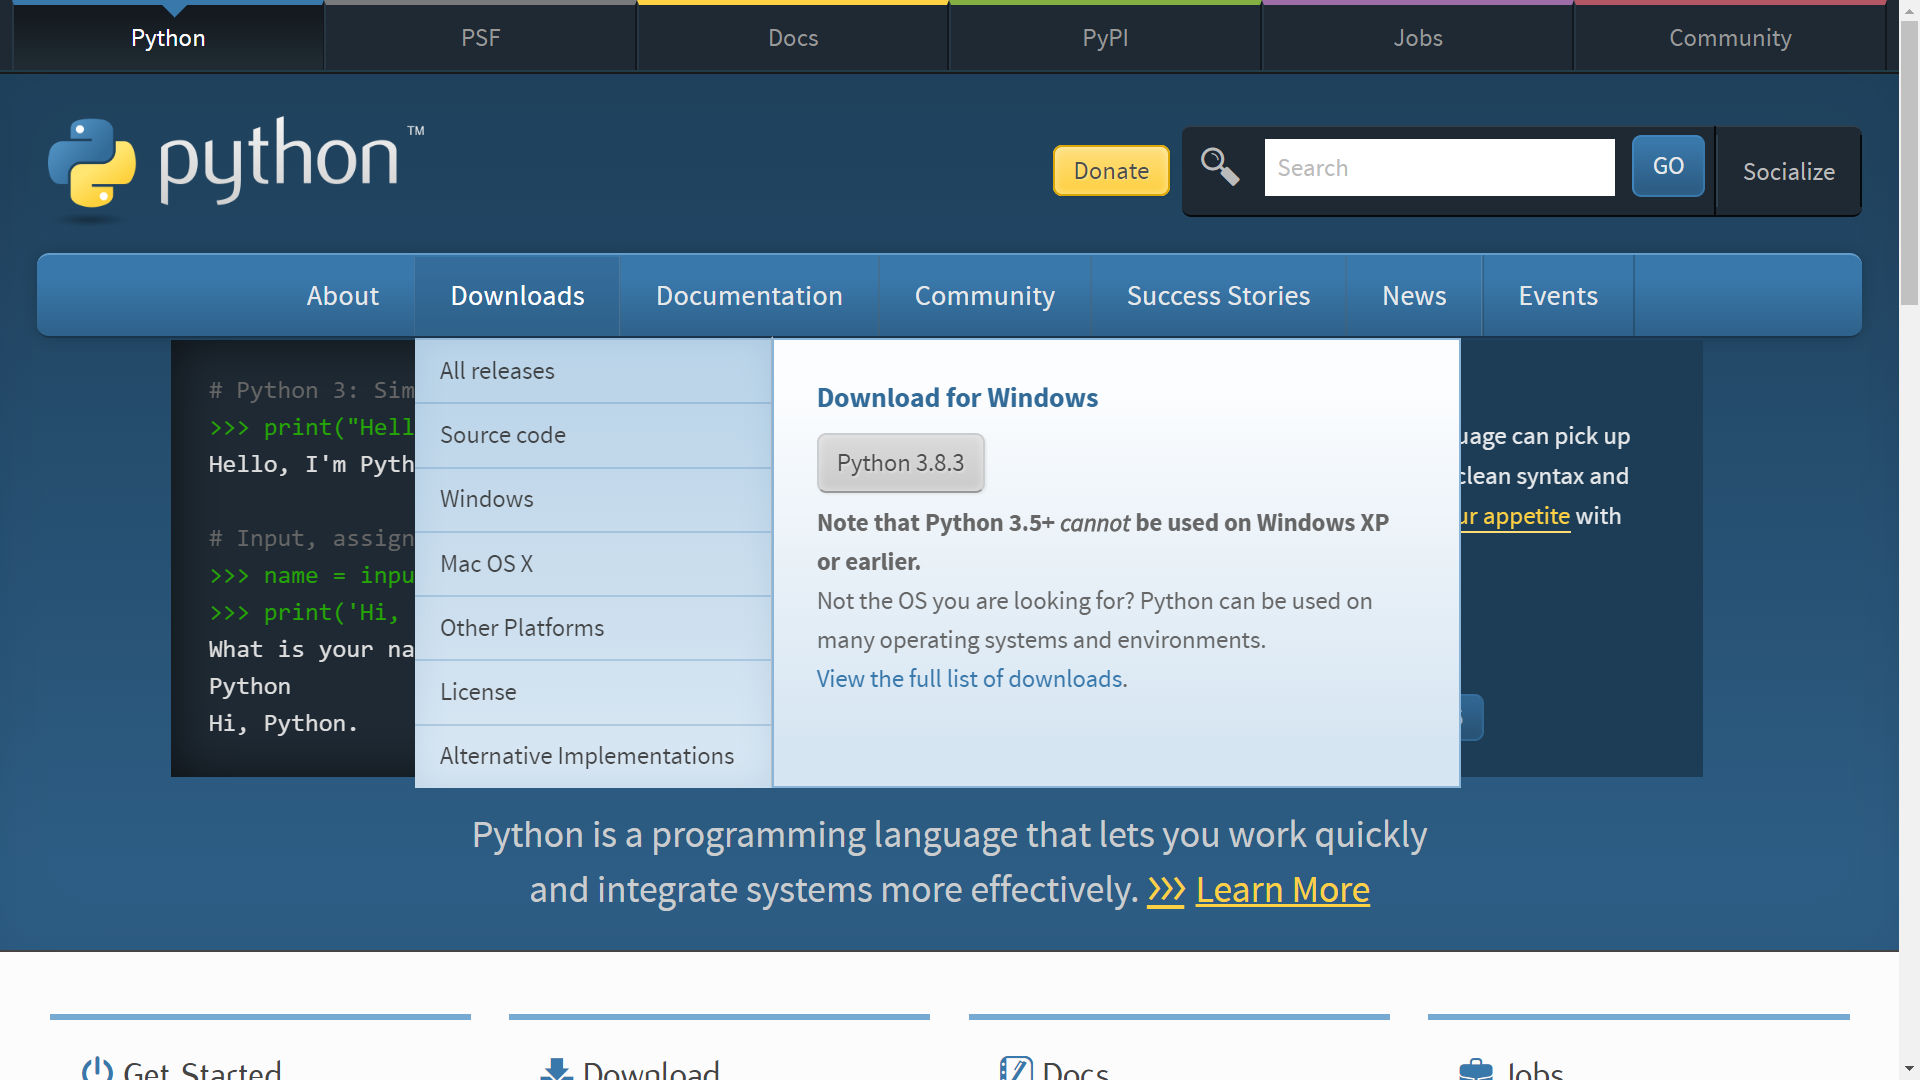 Python
PSF
Docs
PyPI
Jobs
Community
python™
Donate
Search
GO
Socialize
About
Downloads
Documentation
Community
Success Stories
News
Events
# Python 3: Sim
>>> print("Hell
Hello, I'm Pyth
# Input, assign
>>> name = inpu
>>> print('Hi,
What is your na
Python
Hi, Python.
All releases
Source code
Windows
Mac OS X
Other Platforms
License
Alternative Implementations
Download for Windows
Python 3.8.3
Note that Python 3.5+ cannot be used on Windows XP
or earlier.
Not the OS you are looking for? Python can be used on
many operating systems and environments.
View the full list of downloads.
uage can pick up
clean syntax and
ur appetite with
Python is a programming language that lets you work quickly
and integrate systems more effectively. >>> Learn More
Get Started
Download
Docs
Jobs